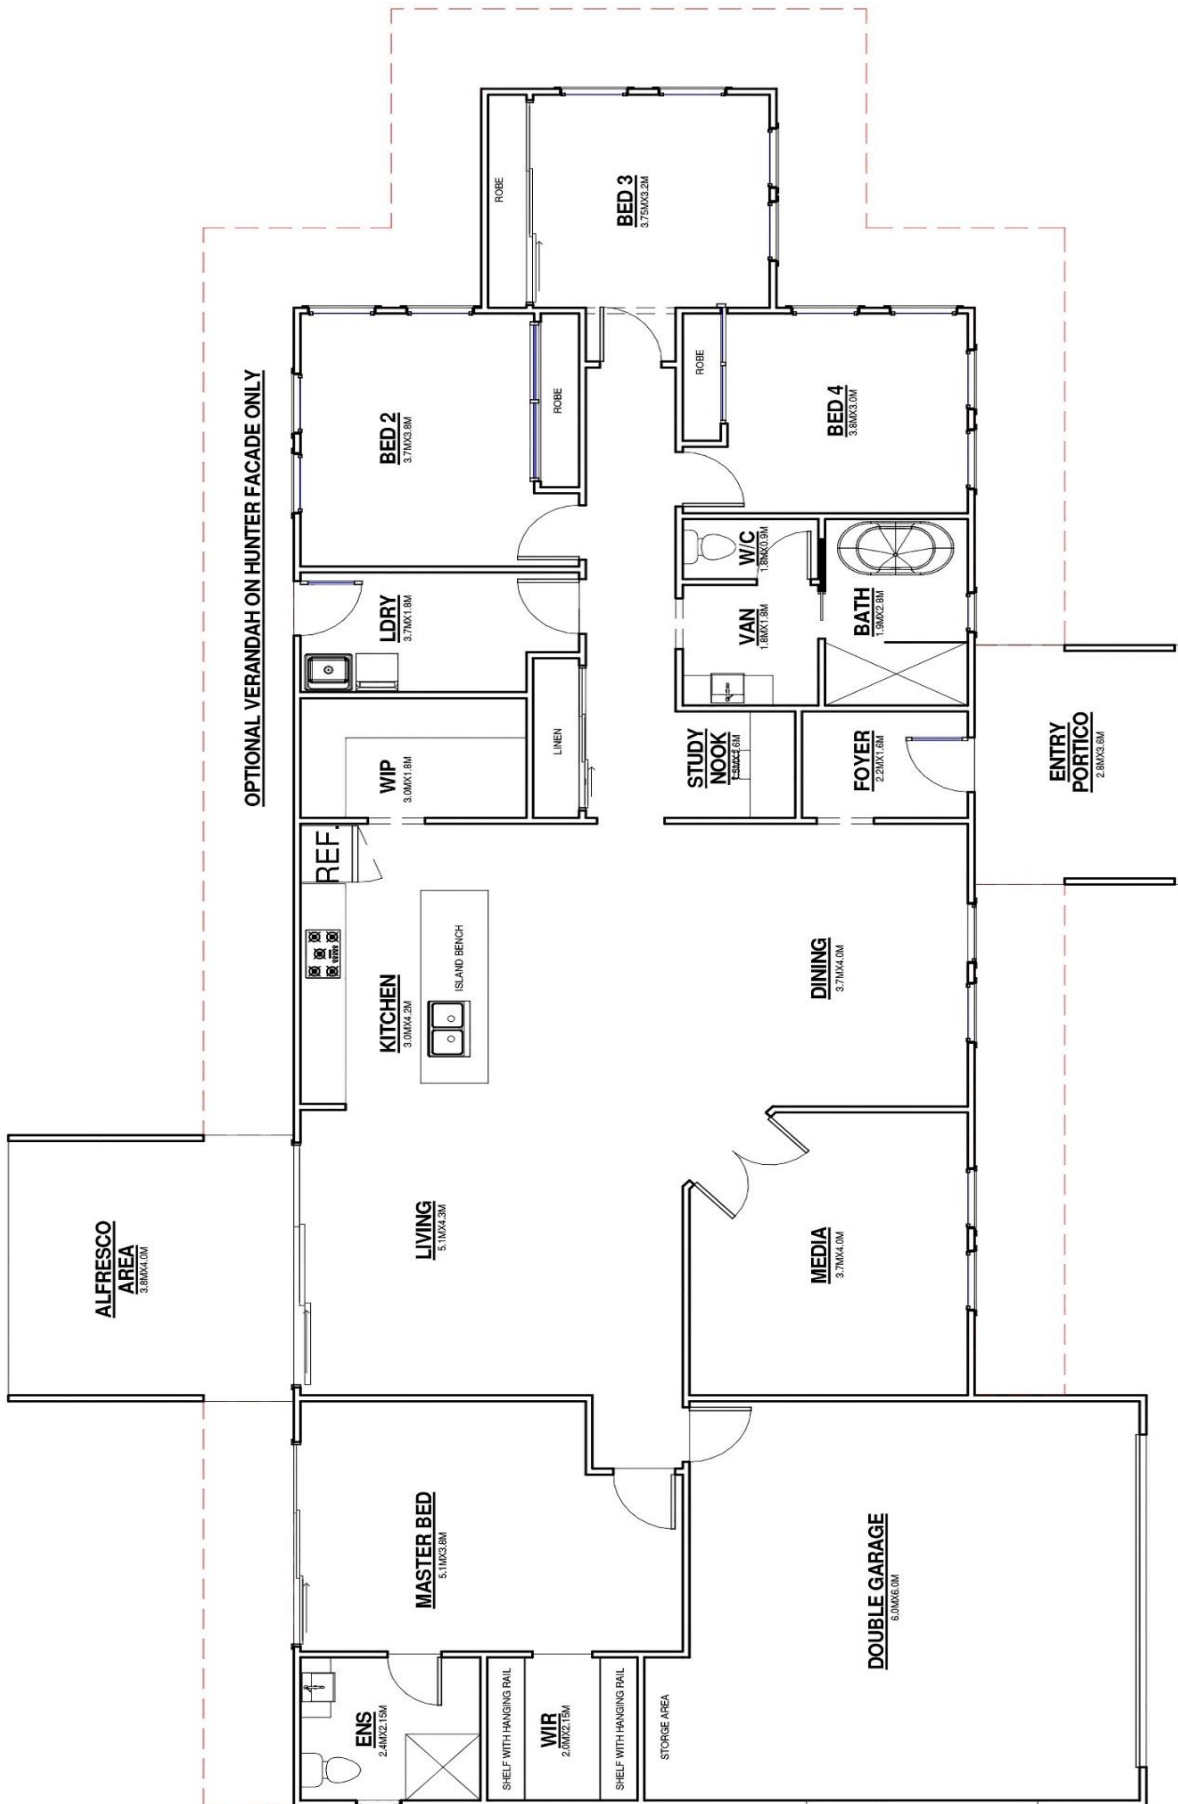 OPTIONAL VERANDAH ON HUNTER FACADE ONLY
ROBE
BED 3
3.75MX3.2M
BED 2
3.7MX3.8M
ROBE
ROBE
BED 4
3.8MX3.0M
LDRY
3.7MX1.8M
W/C
1.8MX0.9M
VAN
1.8MX1.8M
BATH
1.9MX2.8M
WIP
3.0MX1.8M
LINEN
STUDY
NOOK
FOYER
2.2MX1.6M
ENTRY
PORTICO
2.8MX3.6M
REF.
KITCHEN
3.0MX4.2M
ISLAND BENCH
DINING
3.7MX4.0M
ALFRESCO
AREA
3.8MX4.0M
LIVING
5.1MX4.3M
MEDIA
3.7MX4.0M
MASTER BED
5.1MX3.8M
DOUBLE GARAGE
6.0MX6.0M
ENS
2.4MX2.15M
SHELF WITH HANGING RAIL
WIR
2.0MX2.15M
SHELF WITH HANGING RAIL
STORGE AREA